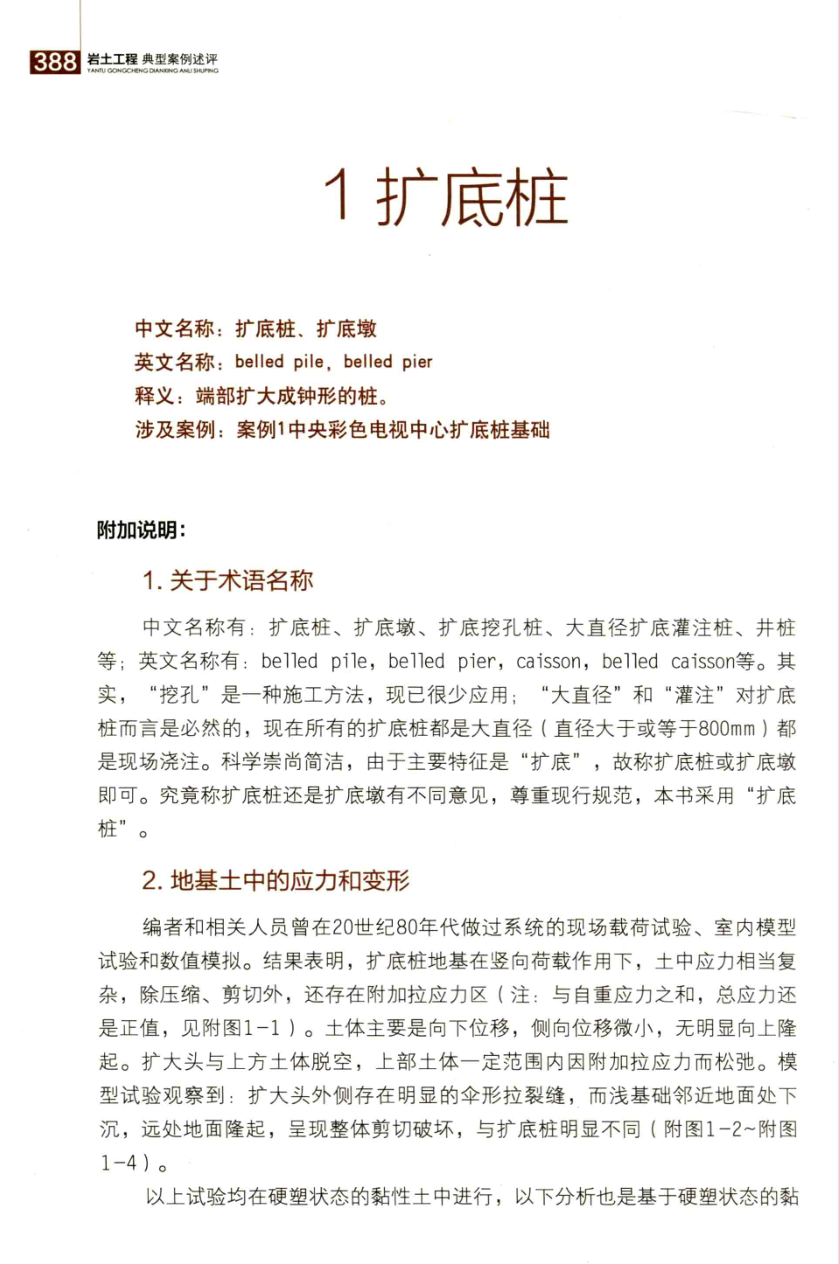 388 岩土工程 典型案例述评
YANTU GONGCHENG DIANXING ANLI SHUPING
1 扩底桩
中文名称：扩底桩、扩底墩
英文名称：belled pile，belled pier
释义：端部扩大成钟形的桩。
涉及案例：案例1中央彩色电视中心扩底桩基础
附加说明：
1. 关于术语名称
中文名称有：扩底桩、扩底墩、扩底挖孔桩、大直径扩底灌注桩、井桩
等；英文名称有：belled pile，belled pier，caisson，belled caisson等。其
实，“挖孔”是一种施工方法，现已很少应用；“大直径”和“灌注”对扩底
桩而言是必然的，现在所有的扩底桩都是大直径（直径大于或等于800mm）都
是现场浇注。科学崇尚简洁，由于主要特征是“扩底”，故称扩底桩或扩底墩
即可。究竟称扩底桩还是扩底墩有不同意见，尊重现行规范，本书采用“扩底
桩”。
2. 地基土中的应力和变形
编者和相关人员曾在20世纪80年代做过系统的现场载荷试验、室内模型
试验和数值模拟。结果表明，扩底桩地基在竖向荷载作用下，土中应力相当复
杂，除压缩、剪切外，还存在附加拉应力区（注：与自重应力之和，总应力还
是正值，见附图1-1）。土体主要是向下位移，侧向位移微小，无明显向上隆
起。扩大头与上方土体脱空，上部土体一定范围内因附加拉应力而松弛。模
型试验观察到：扩大头外侧存在明显的伞形拉裂缝，而浅基础邻近地面处下
沉，远处地面隆起，呈现整体剪切破坏，与扩底桩明显不同（附图1-2~附图
1-4）。
以上试验均在硬塑状态的黏性土中进行，以下分析也是基于硬塑状态的黏